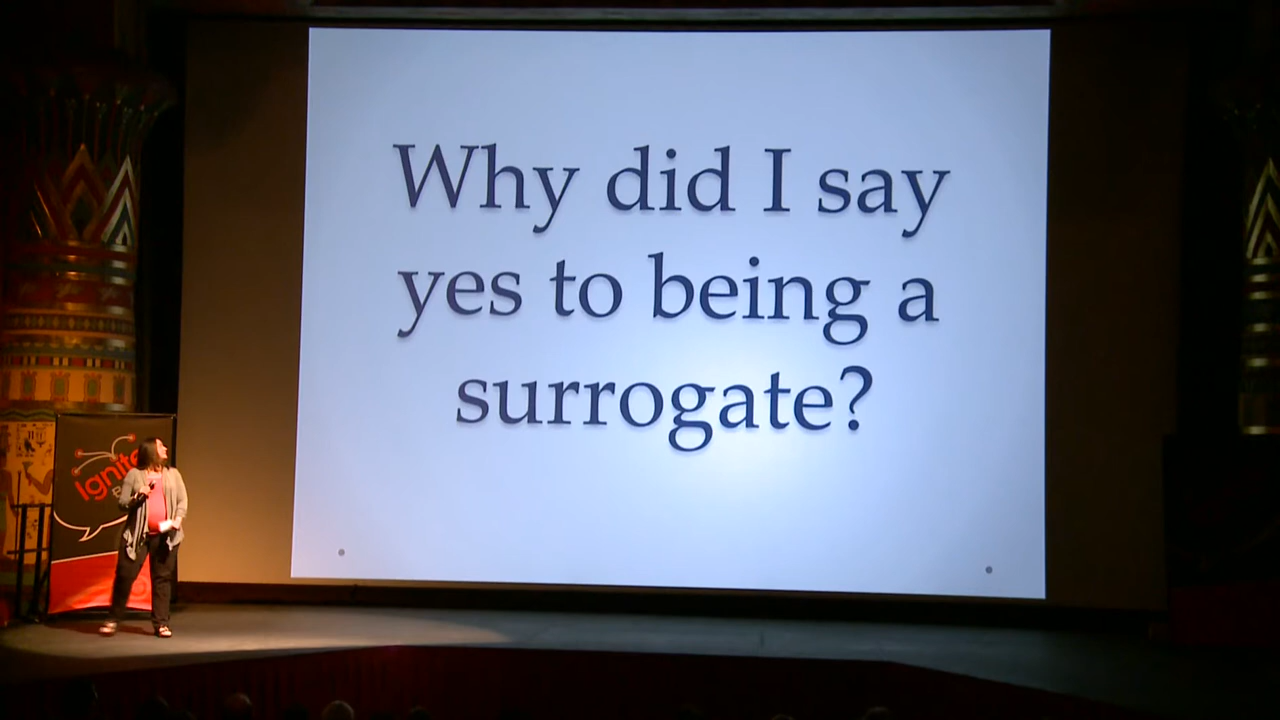 Why did I say
yes to being a
surrogate?
Ignite